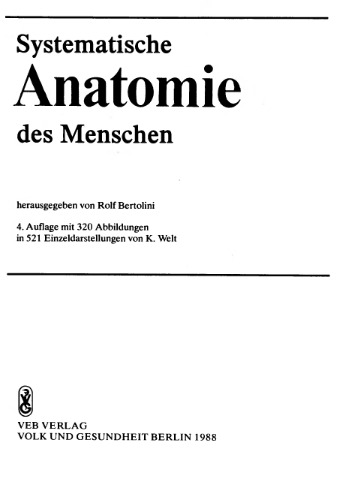 Systematische
Anatomie
des Menschen
herausgegeben von Rolf Bertolini
4. Auflage mit 320 Abbildungen
in 521 Einzeldarstellungen von K. Welt
VEB VERLAG
VOLK UND GESUNDHEIT BERLIN 1988